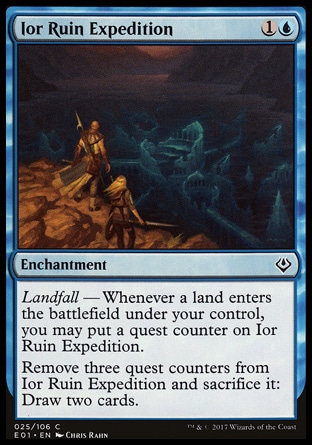 Ior Ruin Expedition 1
Enchantment
Landfall — Whenever a land enters
the battlefield under your control,
you may put a quest counter on Ior
Ruin Expedition.
Remove three quest counters from
Ior Ruin Expedition and sacrifice it:
Draw two cards.
025/106 C
E01 • EN Chris Rahn
™ & © 2017 Wizards of the Coast